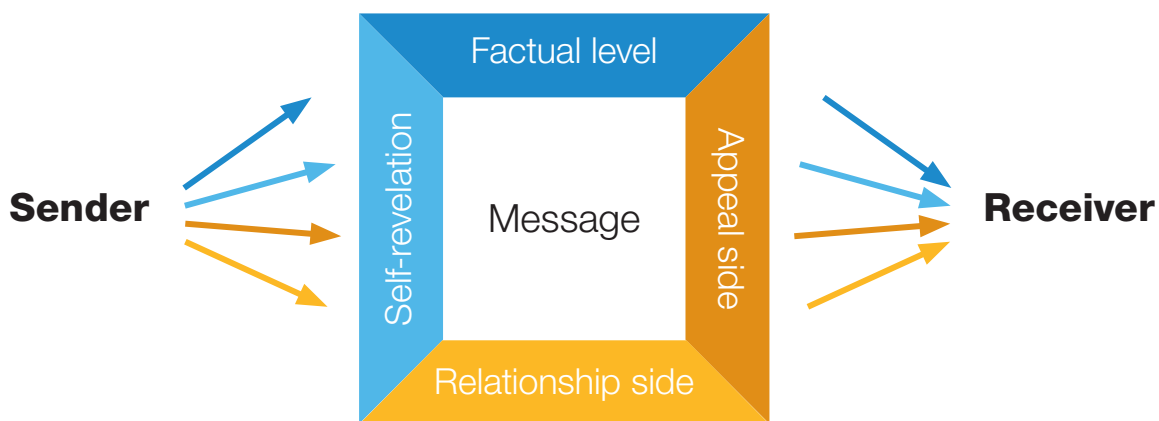 Factual level
Sender
Self-revelation
Message
Appeal side
Receiver
Relationship side